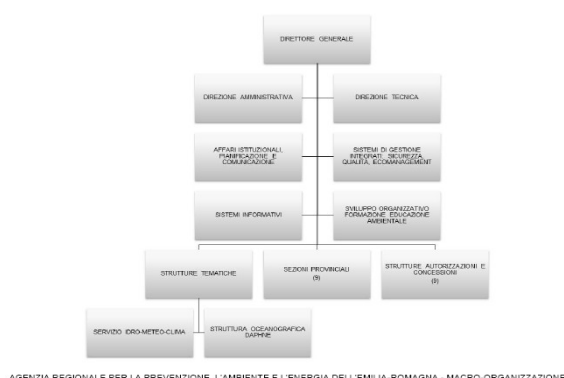 DIRETTORE GENERALE
DIREZIONE AMMINISTRATIVA
DIREZIONE TECNICA
AFFARI ISTITUZIONALI,
PIANIFICAZIONE E
COMUNICAZIONE
SISTEMI DI GESTIONE
INTEGRATI SICUREZZA,
QUALITÀ, ECOMANAGEMENT
SISTEMI INFORMATIVI
SVILUPPO ORGANIZZATIVO
FORMAZIONE EDUCAZIONE
AMBIENTALE
STRUTTURE TEMATICHE
SEZIONI PROVINCIALI
(9)
STRUTTURE AUTORIZZAZIONI E
CONCESSIONI
(9)
SERVIZIO IDRO-METEO-CLIMA
STRUTTURA OCEANOGRAFICA
DAPHNE
AGENZIA REGIONALE PER LA PREVENZIONE, L'AMBIENTE E L'ENERGIA DELL'EMILIA-ROMAGNA - MACRO-ORGANIZZAZIONE